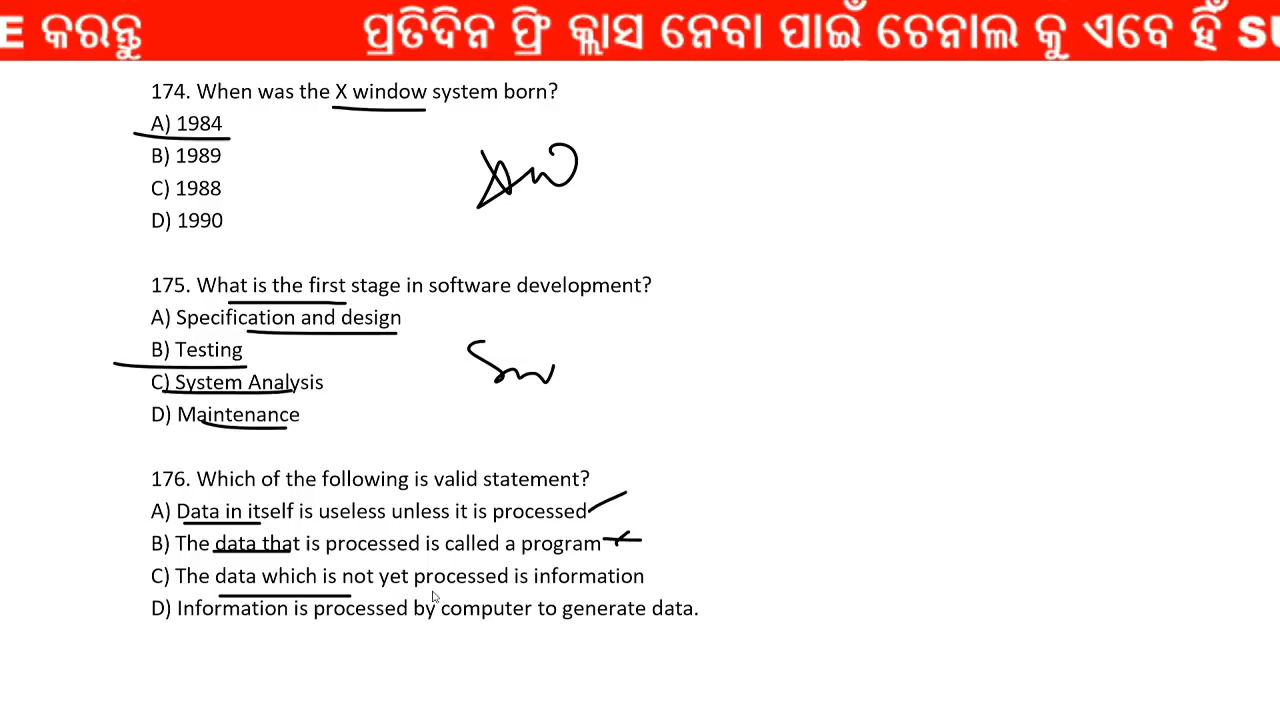 E କରନ୍ତୁ ପ୍ରତିଦିନ ଫ୍ରି କ୍ଲାସ ନେବା ପାଇଁ ଚେନାଲ କୁ ଏବେ ହିଁ SU
174. When was the X window system born?
A) 1984
B) 1989
C) 1988
D) 1990
175. What is the first stage in software development?
A) Specification and design
B) Testing
C) System Analysis
D) Maintenance
176. Which of the following is valid statement?
A) Data in itself is useless unless it is processed
B) The data that is processed is called a program
C) The data which is not yet processed is information
D) Information is processed by computer to generate data.